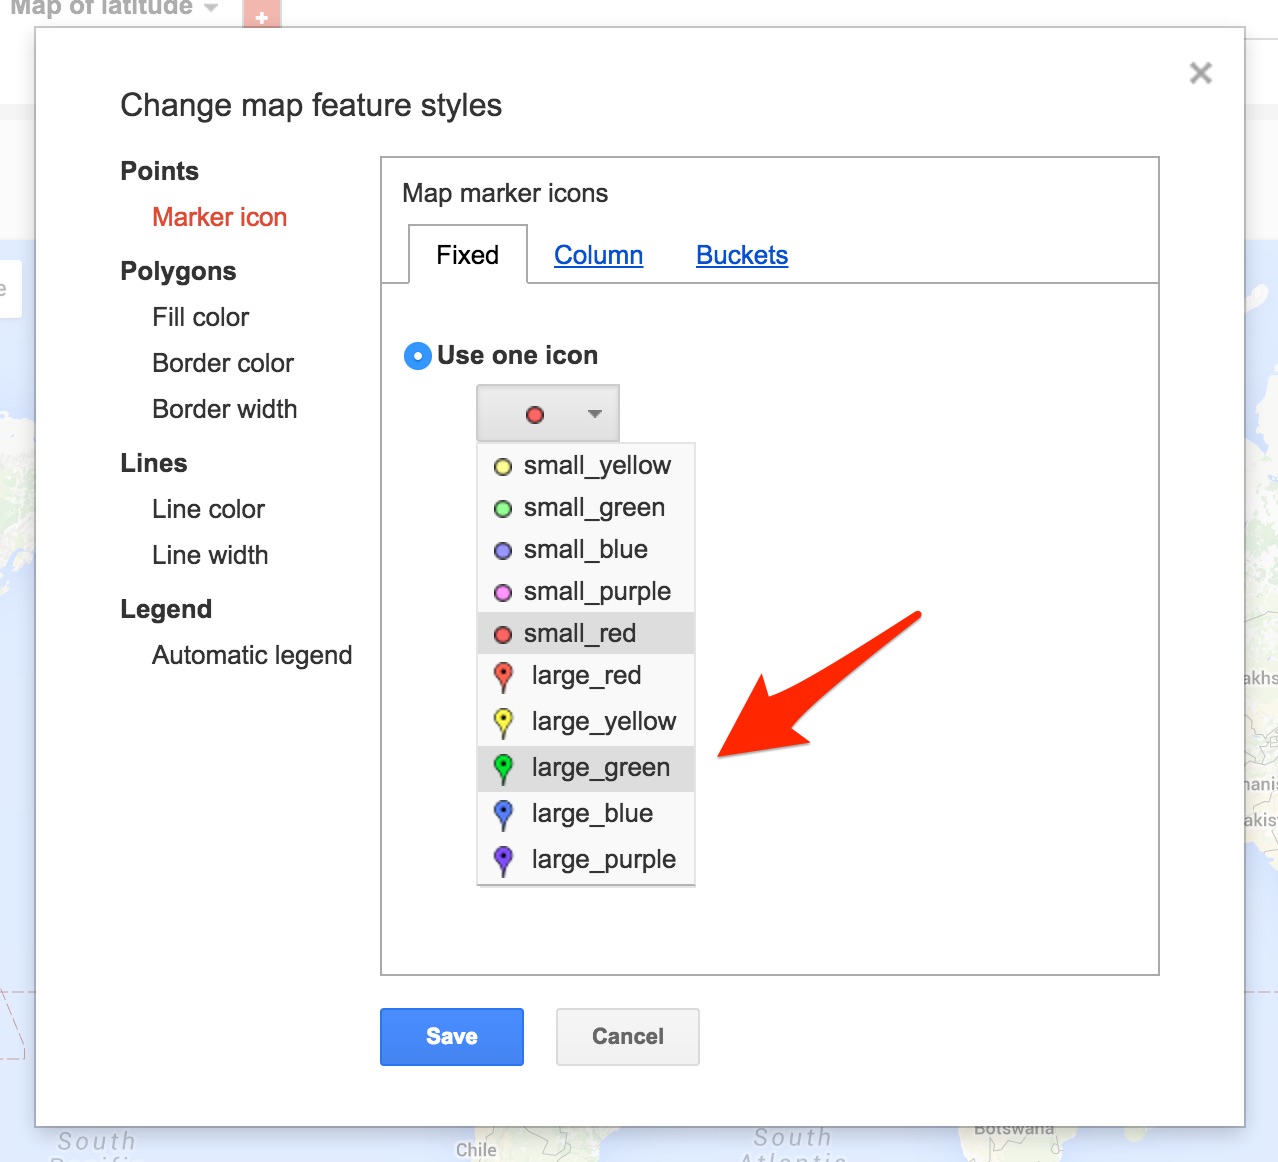 Map of latitude
+
Change map feature styles
Points
Marker icon
Polygons
Fill color
Border color
Border width
Lines
Line color
Line width
Legend
Automatic legend
Map marker icons
Fixed Column Buckets
Use one icon
small_yellow
small_green
small_blue
small_purple
small_red
large_red
large_yellow
large_green
large_blue
large_purple
Save Cancel
South
Chile
South
Atlantic
Botswana